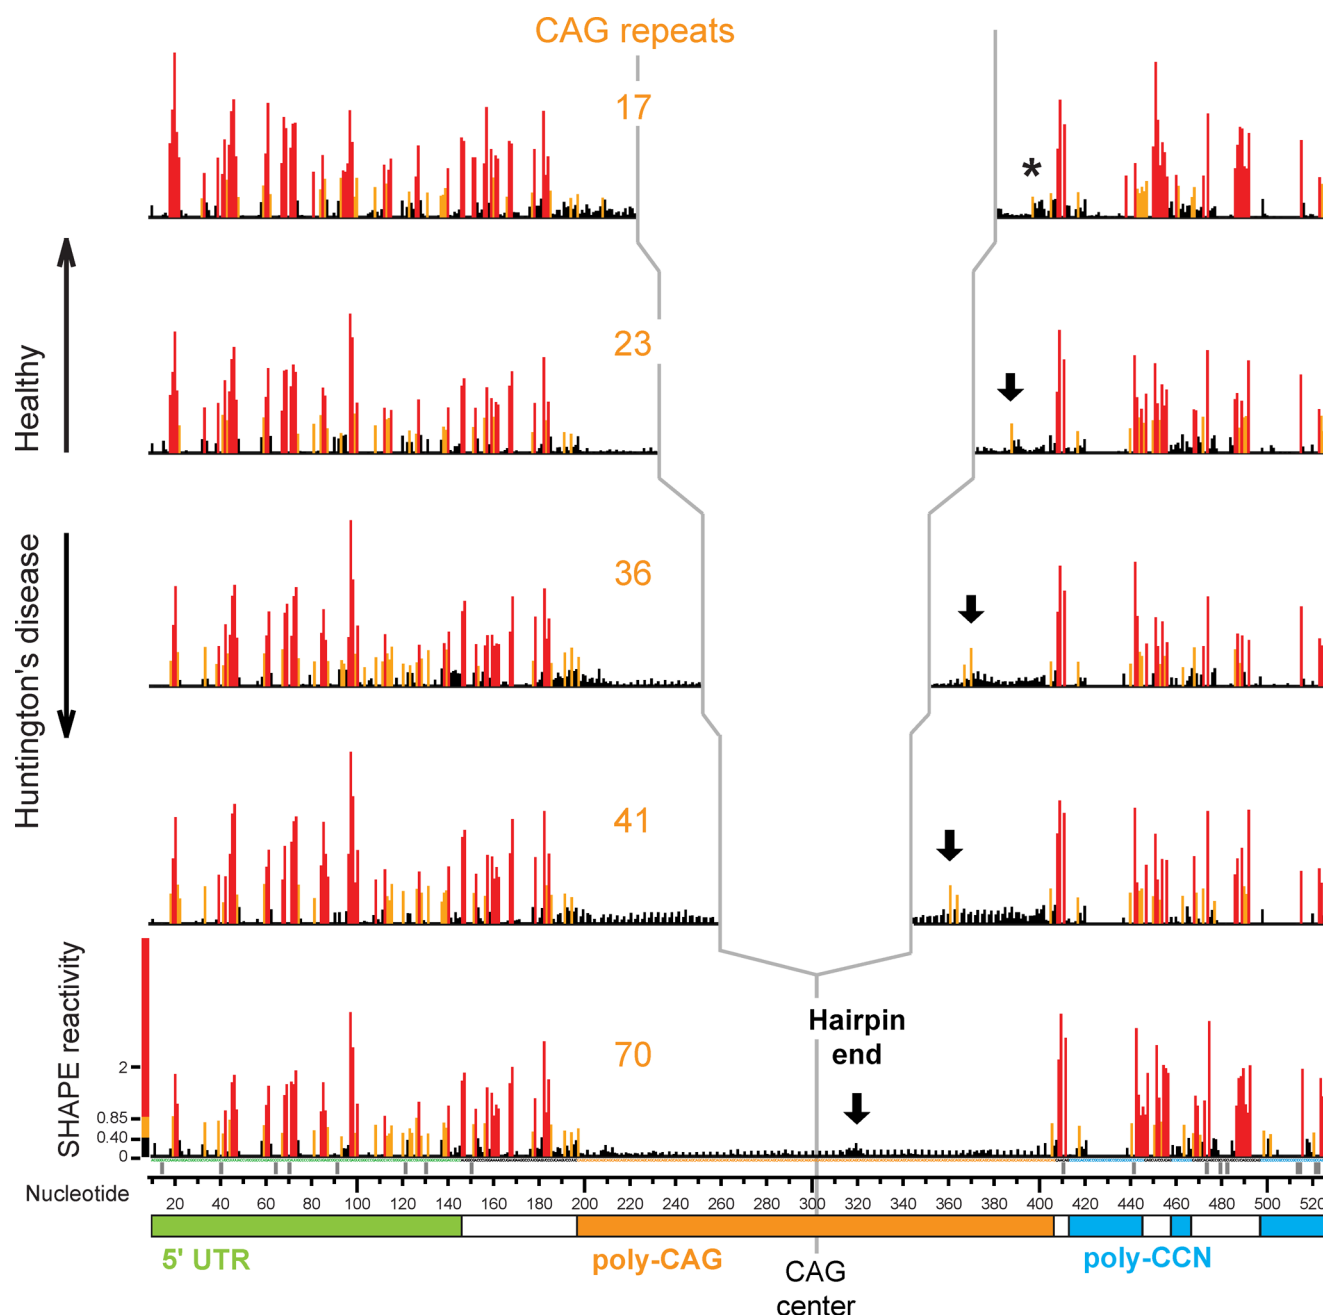 CAG repeats
17
*
Healthy
23
Huntington's disease
36
41
SHAPE reactivity
2
0.85
0.40
0
70
Hairpin
end
Nucleotide
20 40 60 80 100 120 140 160 180 200 220 240 260 280 300 320 340 360 380 400 420 440 460 480 500 520
5' UTR
poly-CAG
poly-CCN
CAG
center